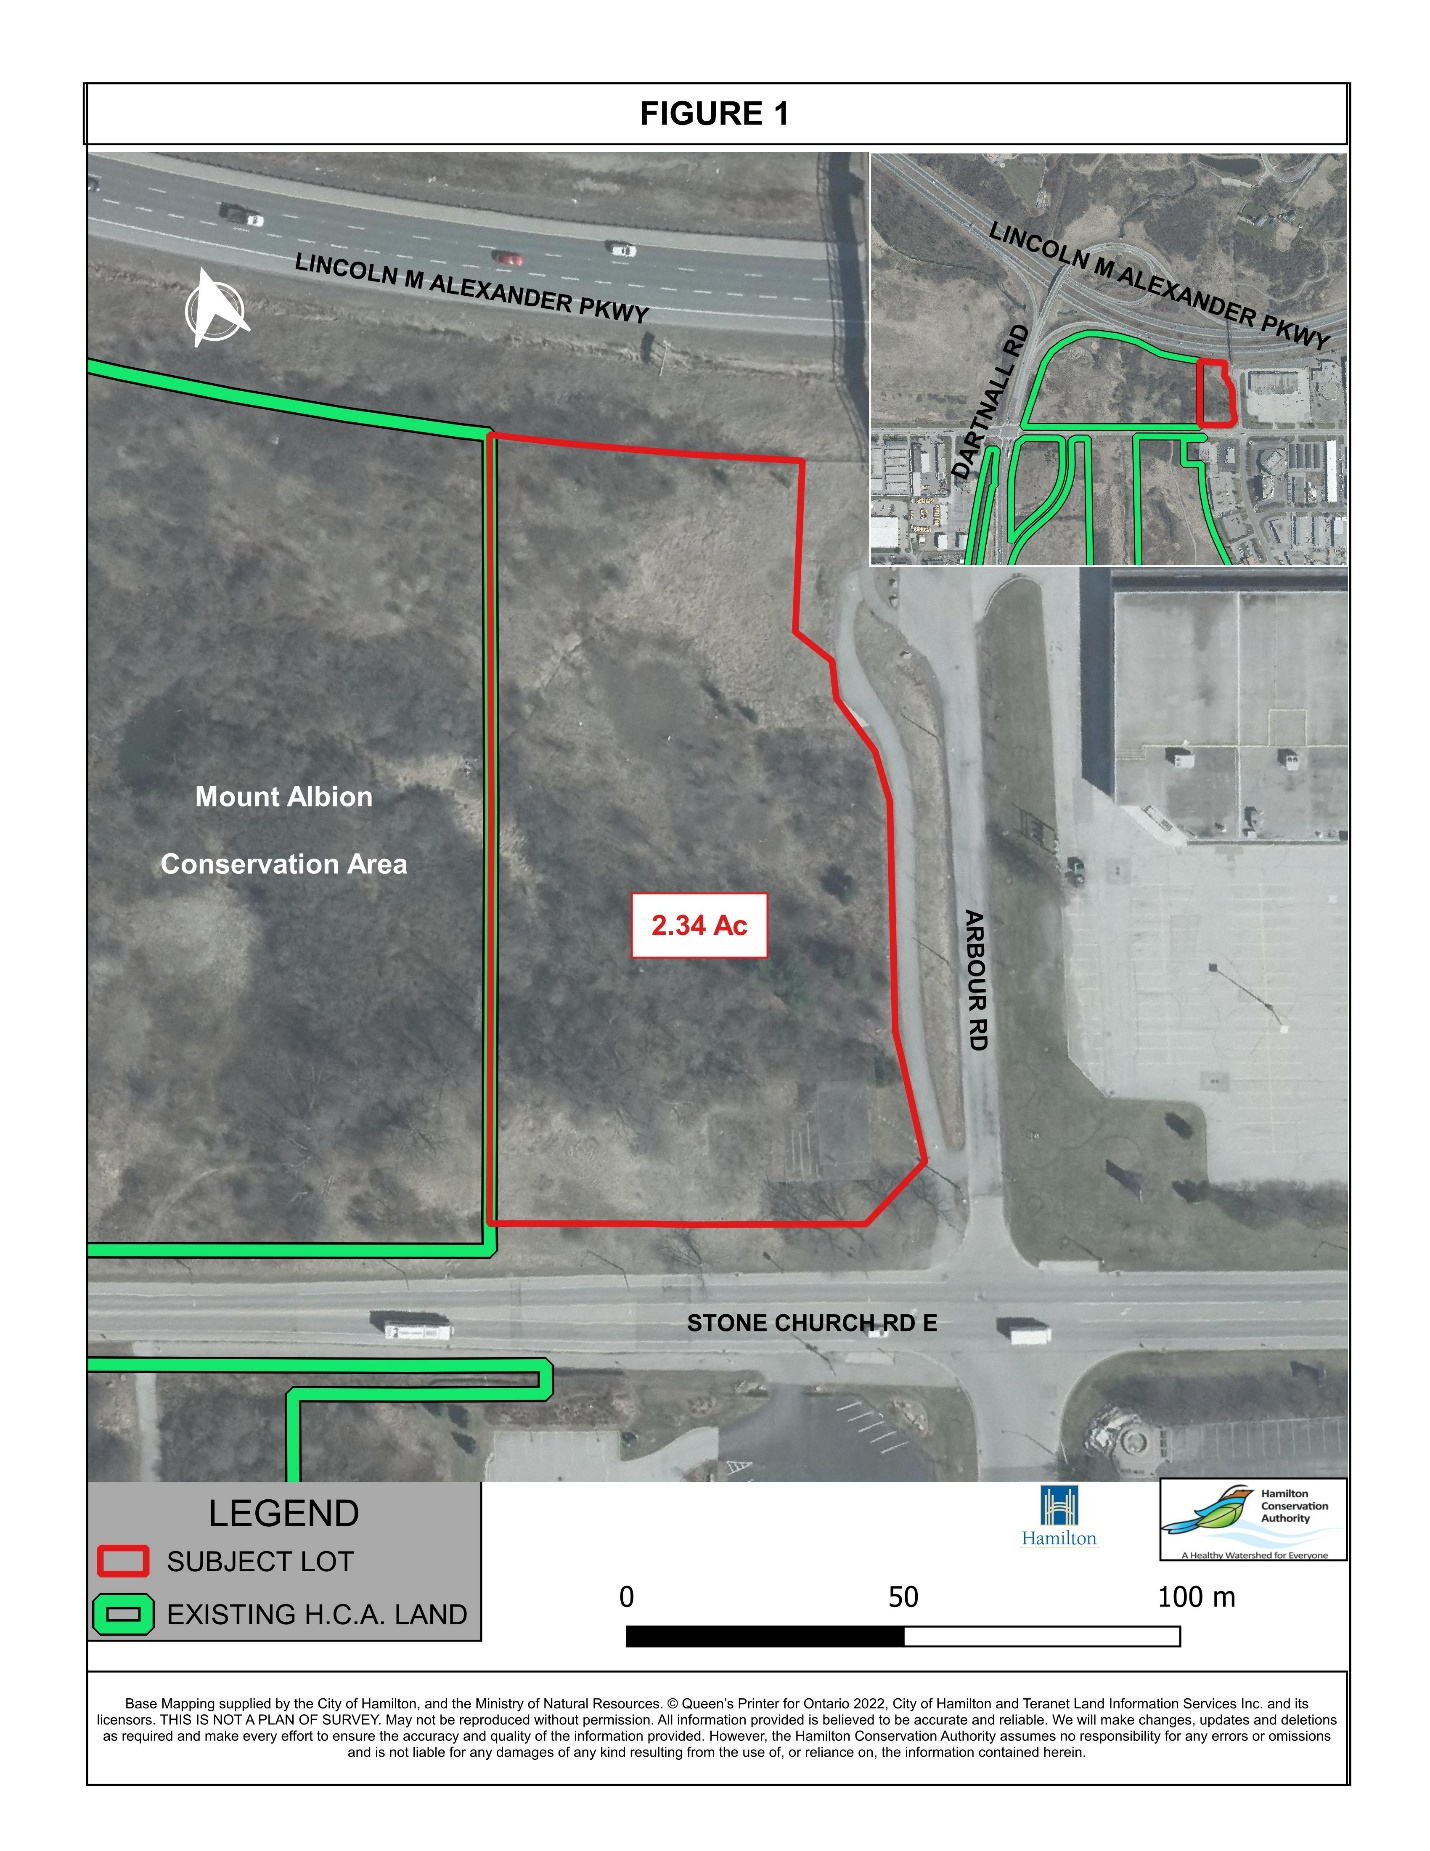 FIGURE 1
LINCOLN M ALEXANDER PKWY
LINCOLN M ALEXANDER PKWY
DARTNALL RD
Mount Albion
Conservation Area
2.34 Ac
ARBOUR RD
STONE CHURCH RD E
LEGEND
SUBJECT LOT
EXISTING H.C.A. LAND
Hamilton
Hamilton
Conservation
Authority
A Healthy Watershed for Everyone
0 50 100 m
Base Mapping supplied by the City of Hamilton, and the Ministry of Natural Resources. © Queen's Printer for Ontario 2022, City of Hamilton and Teranet Land Information Services Inc. and its
licensors. THIS IS NOT A PLAN OF SURVEY. May not be reproduced without permission. All information provided is believed to be accurate and reliable. We will make changes, updates and deletions
as required and make every effort to ensure the accuracy and quality of the information provided. However, the Hamilton Conservation Authority assumes no responsibility for any errors or omissions
and is not liable for any damages of any kind resulting from the use of, or reliance on, the information contained herein.